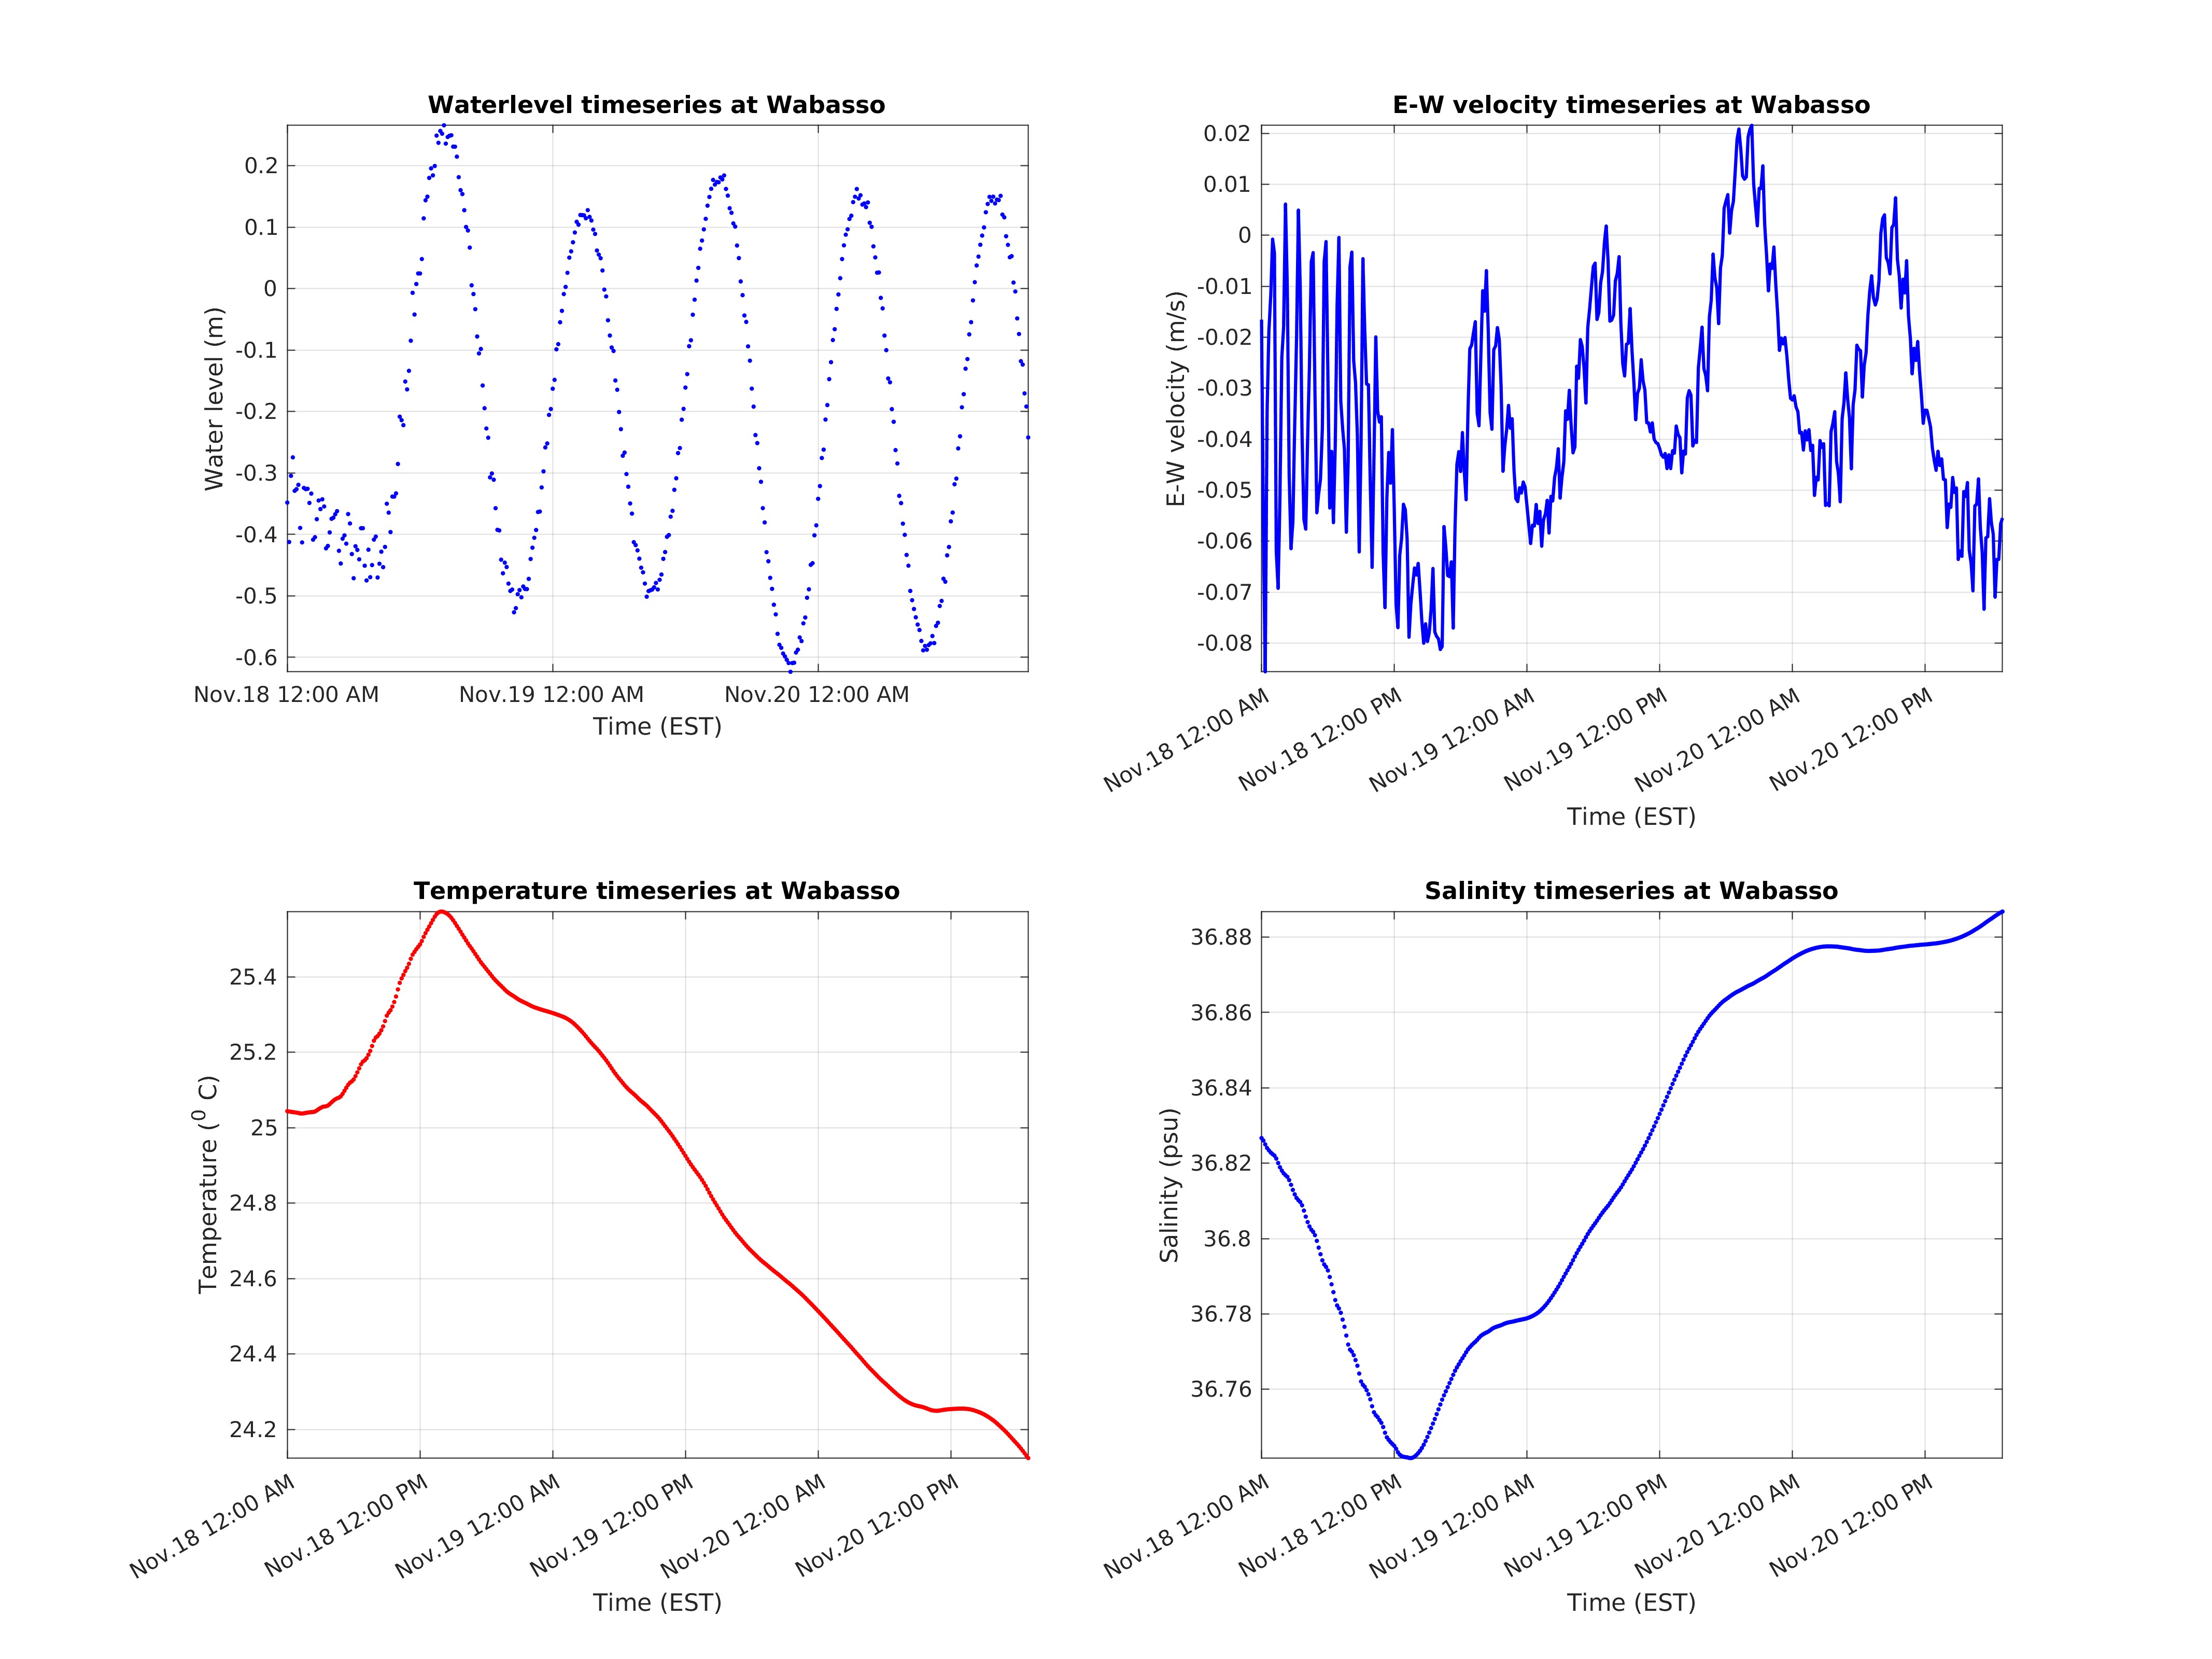 Waterlevel timeseries at Wabasso
0.2
0.1
0
-0.1
-0.2
-0.3
-0.4
-0.5
-0.6
Water level (m)
Nov.18 12:00 AM
Nov.19 12:00 AM
Nov.20 12:00 AM
Time (EST)
E-W velocity timeseries at Wabasso
0.02
0.01
0
-0.01
-0.02
-0.03
-0.04
-0.05
-0.06
-0.07
-0.08
E-W velocity (m/s)
Nov.18 12:00 AM
Nov.18 12:00 PM
Nov.19 12:00 AM
Nov.19 12:00 PM
Nov.20 12:00 AM
Nov.20 12:00 PM
Time (EST)
Temperature timeseries at Wabasso
25.4
25.2
25
24.8
24.6
24.4
24.2
Temperature (⁰ C)
Nov.18 12:00 AM
Nov.18 12:00 PM
Nov.19 12:00 AM
Nov.19 12:00 PM
Nov.20 12:00 AM
Nov.20 12:00 PM
Time (EST)
Salinity timeseries at Wabasso
36.88
36.86
36.84
36.82
36.8
36.78
36.76
Salinity (psu)
Nov.18 12:00 AM
Nov.18 12:00 PM
Nov.19 12:00 AM
Nov.19 12:00 PM
Nov.20 12:00 AM
Nov.20 12:00 PM
Time (EST)